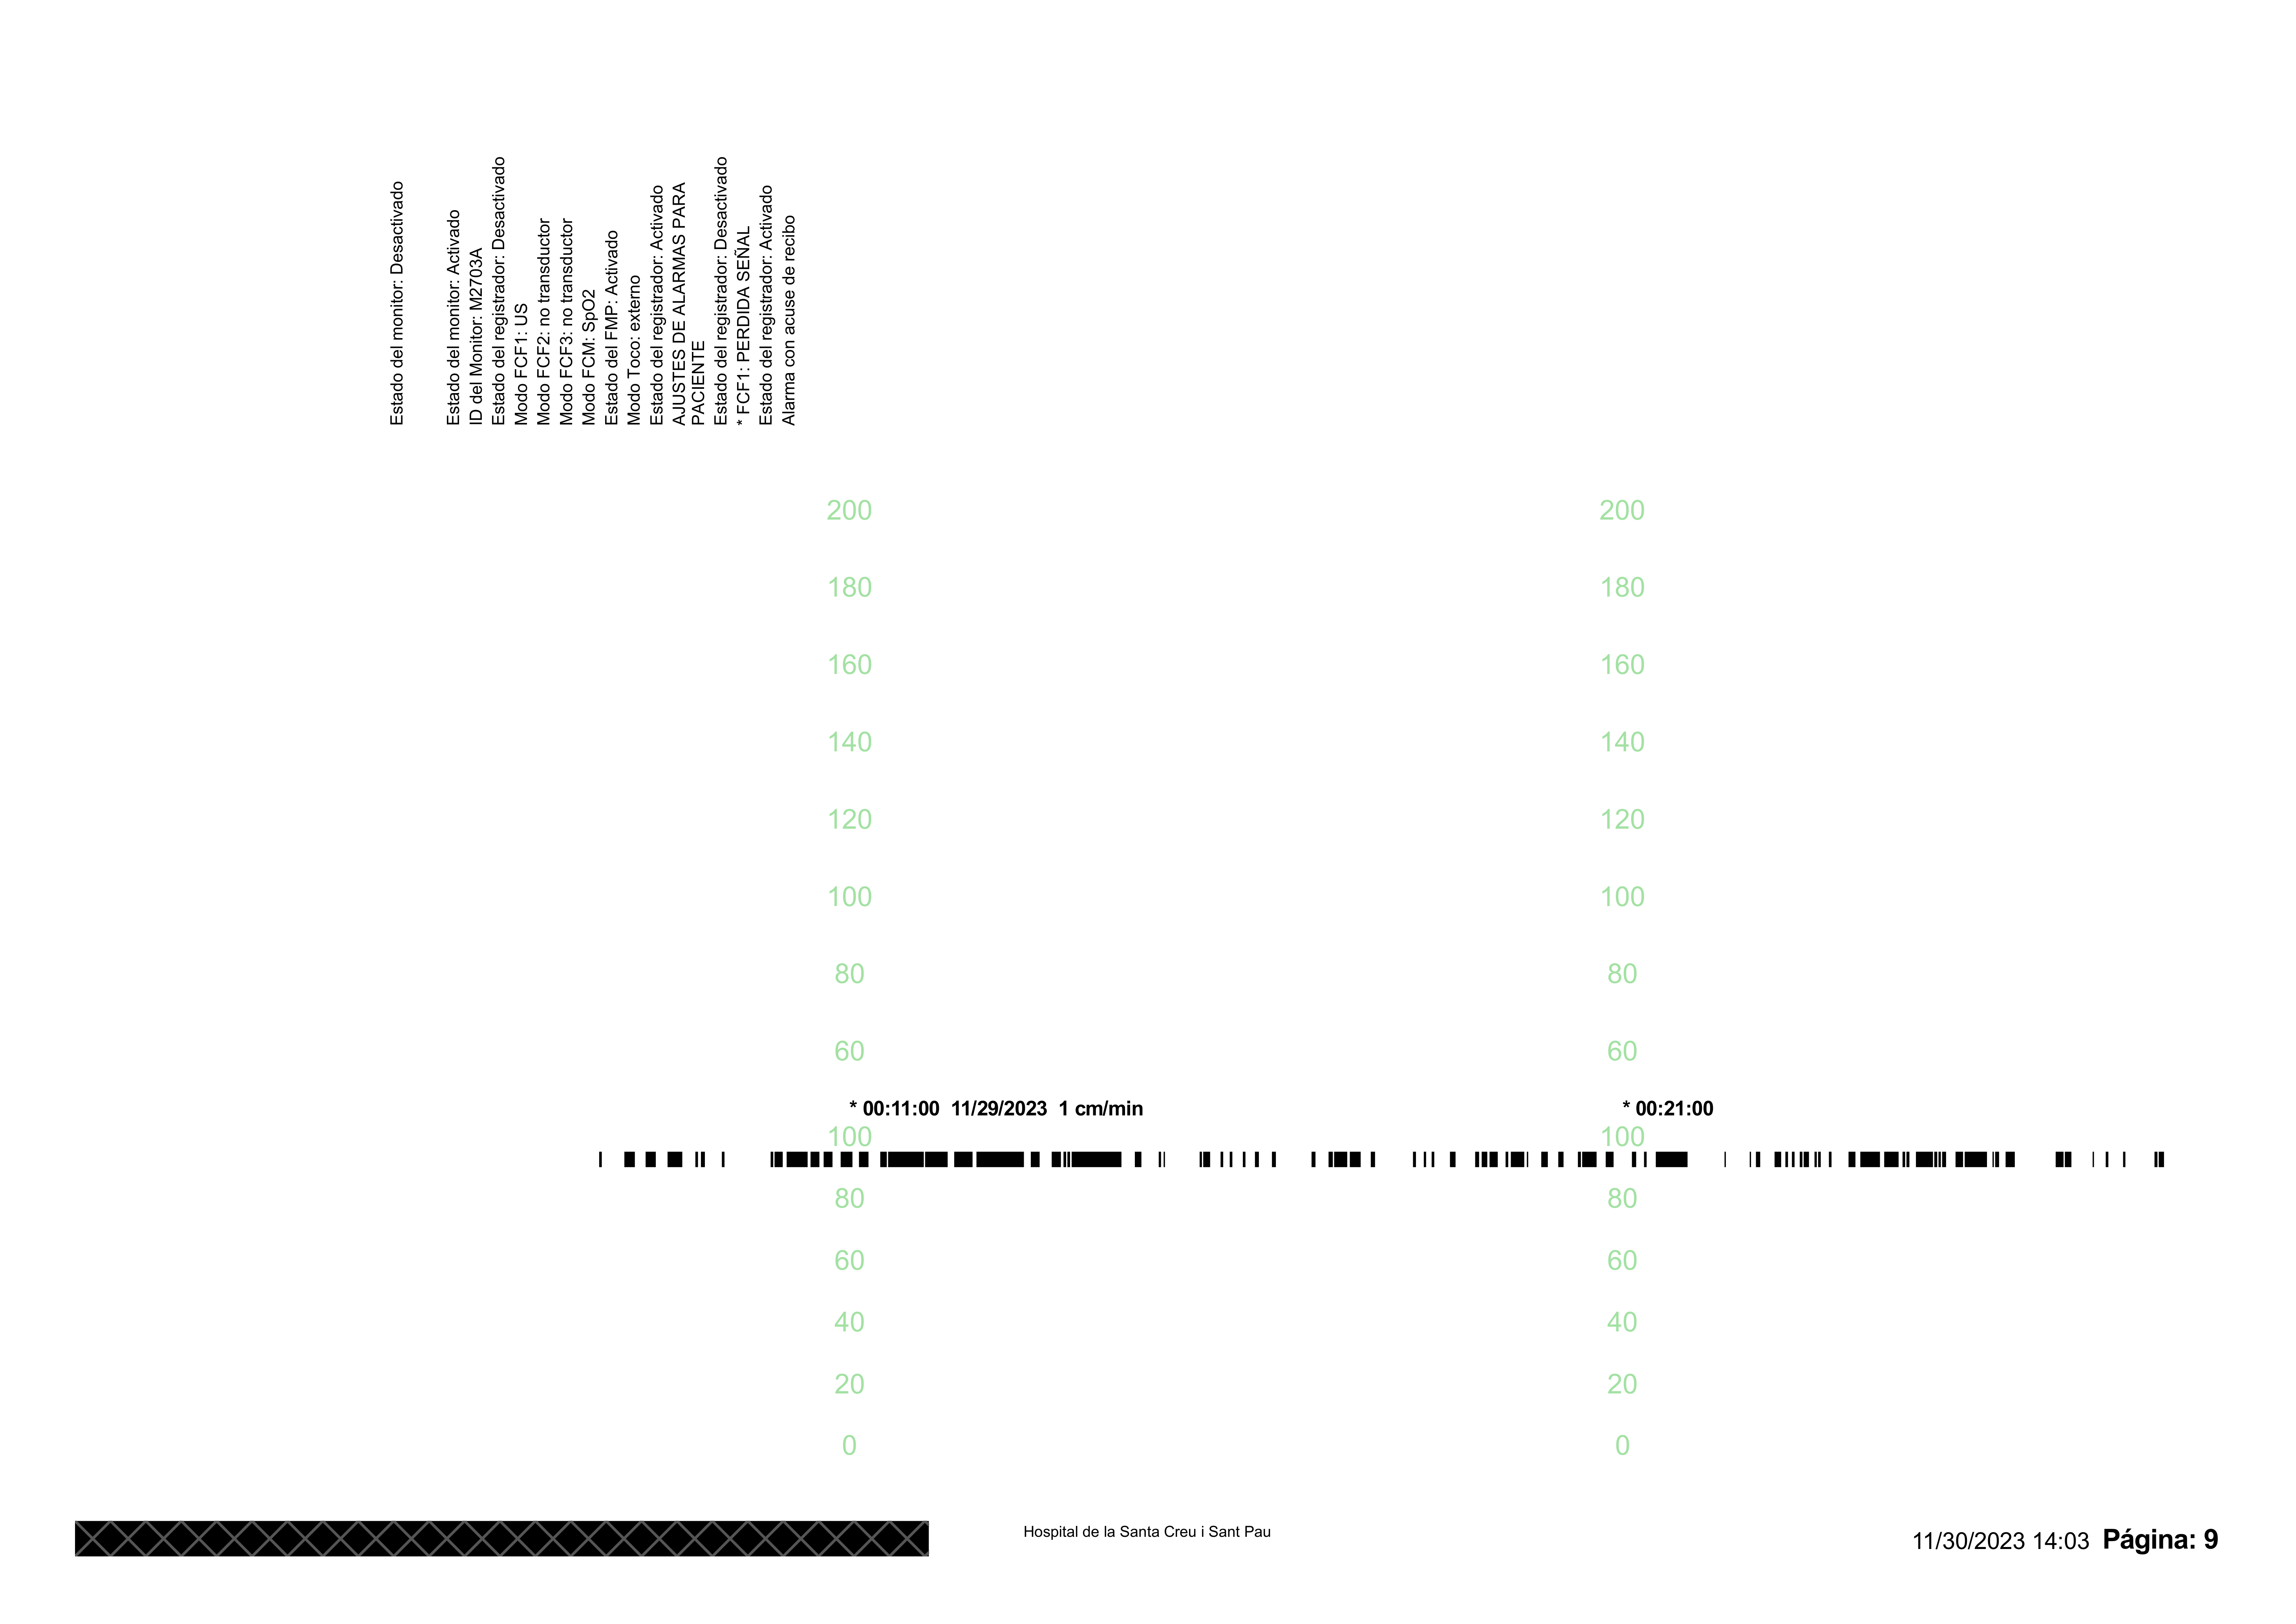 Estado del monitor: Desactivado
Estado del monitor: Activado
ID del Monitor: M2703A
Estado del registrador: Desactivado
Modo FCF1: US
Modo FCF2: no transductor
Modo FCF3: no transductor
Modo FCM: SpO2
Estado del FMP: Activado
Modo Toco: externo
Estado del registrador: Activado
AJUSTES DE ALARMAS PARA
PACIENTE
Estado del registrador: Desactivado
* FCF1: PERDIDA SEÑAL
Estado del registrador: Activado
Alarma con acuse de recibo
200 200
180 180
160 160
140 140
120 120
100 100
80 80
60 60
* 00:11:00 11/29/2023 1 cm/min * 00:21:00
100 100
80 80
60 60
40 40
20 20
0 0
Hospital de la Santa Creu i Sant Pau
11/30/2023 14:03 Página: 9